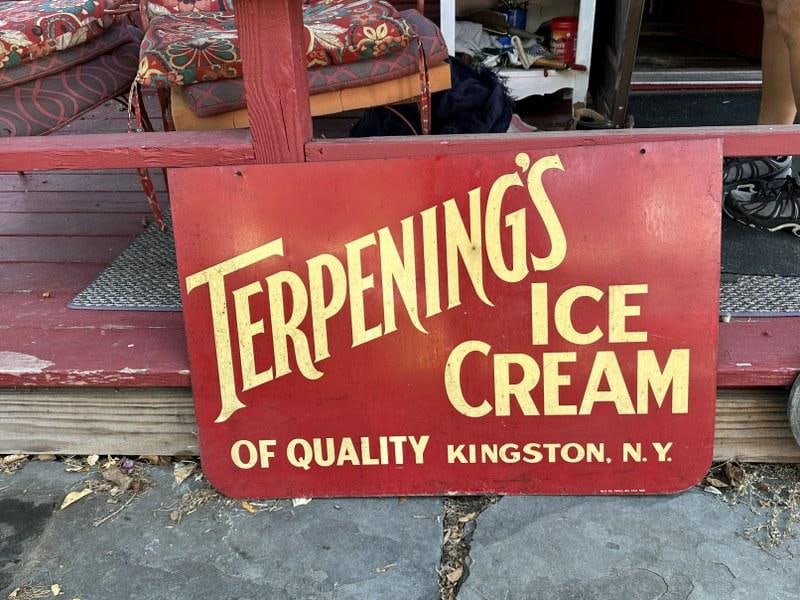 TERPENING'S
ICE
CREAM
OF QUALITY KINGSTON, N.Y.